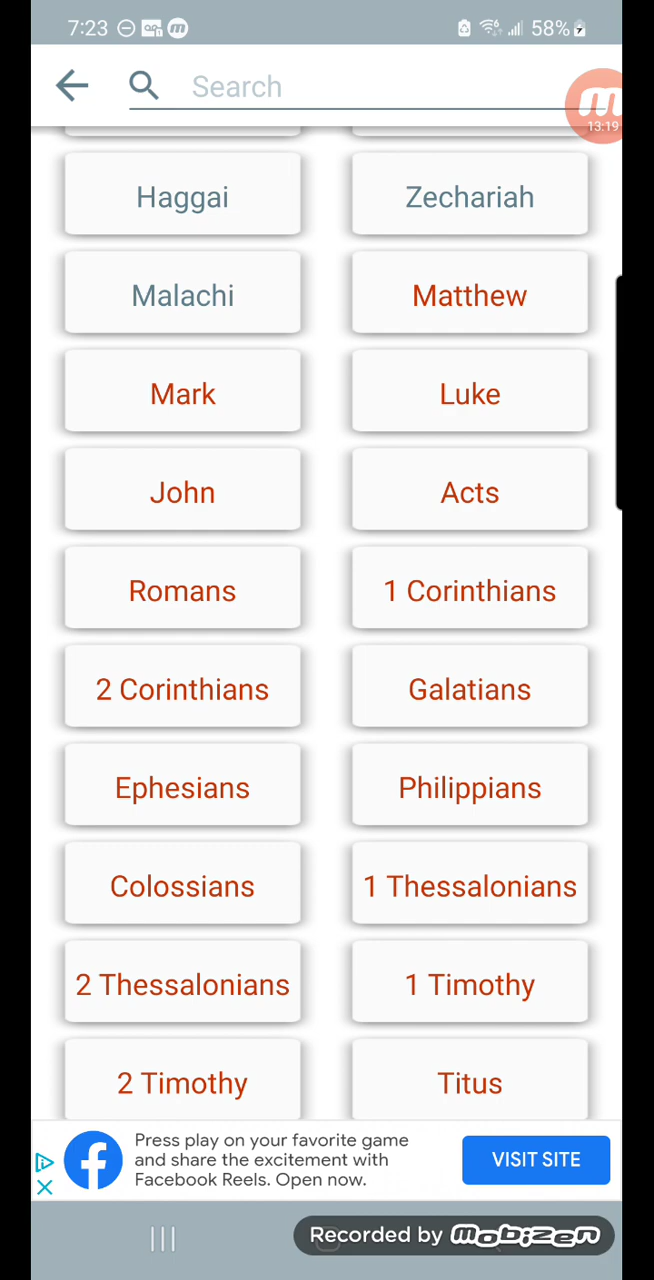 7:23
58%
Search
13:19
Haggai
Zechariah
Malachi
Matthew
Mark
Luke
John
Acts
Romans
1 Corinthians
2 Corinthians
Galatians
Ephesians
Philippians
Colossians
1 Thessalonians
2 Thessalonians
1 Timothy
2 Timothy
Titus
Press play on your favorite game
and share the excitement with
Facebook Reels. Open now.
VISIT SITE
Recorded by mobizen